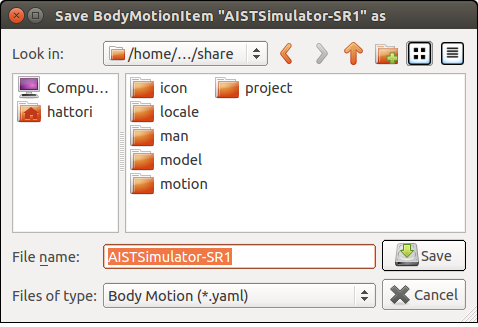 Save BodyMotionItem "AISTSimulator-SR1" as
Look in: /home/.../share
Compu...
hattori
icon
locale
man
model
motion
project
File name: AISTSimulator-SR1
Save
Files of type: Body Motion (*.yaml)
Cancel